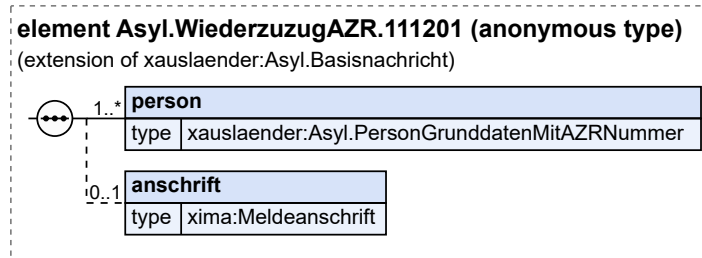 element Asyl.WiederzuzugAZR.111201 (anonymous type)
(extension of xauslaender:Asyl.Basisnachricht)
1..* person
type xauslaender:Asyl.PersonGrunddatenMitAZRNummer
0..1 anschrift
type xima:Meldeanschrift